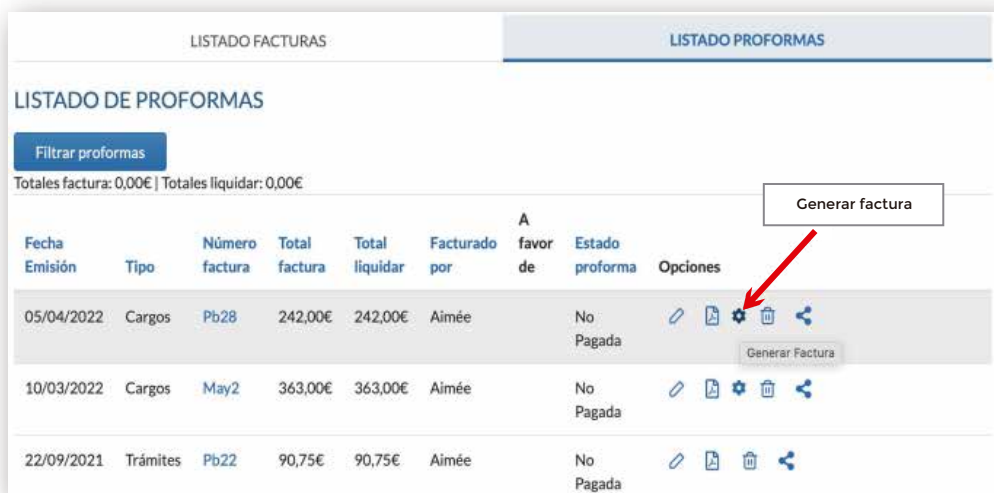 LISTADO FACTURAS
LISTADO PROFORMAS
LISTADO DE PROFORMAS
Filtrar proformas
Totales factura: 0,00€ | Totales liquidar: 0,00€
Generar factura
Fecha Emisión Tipo Número factura Total factura Total liquidar Facturado por A favor de Estado proforma Opciones
05/04/2022 Cargos Pb28 242,00€ 242,00€ Aimée No Pagada
Generar Factura
10/03/2022 Cargos May2 363,00€ 363,00€ Aimée No Pagada
22/09/2021 Trámites Pb22 90,75€ 90,75€ Aimée No Pagada